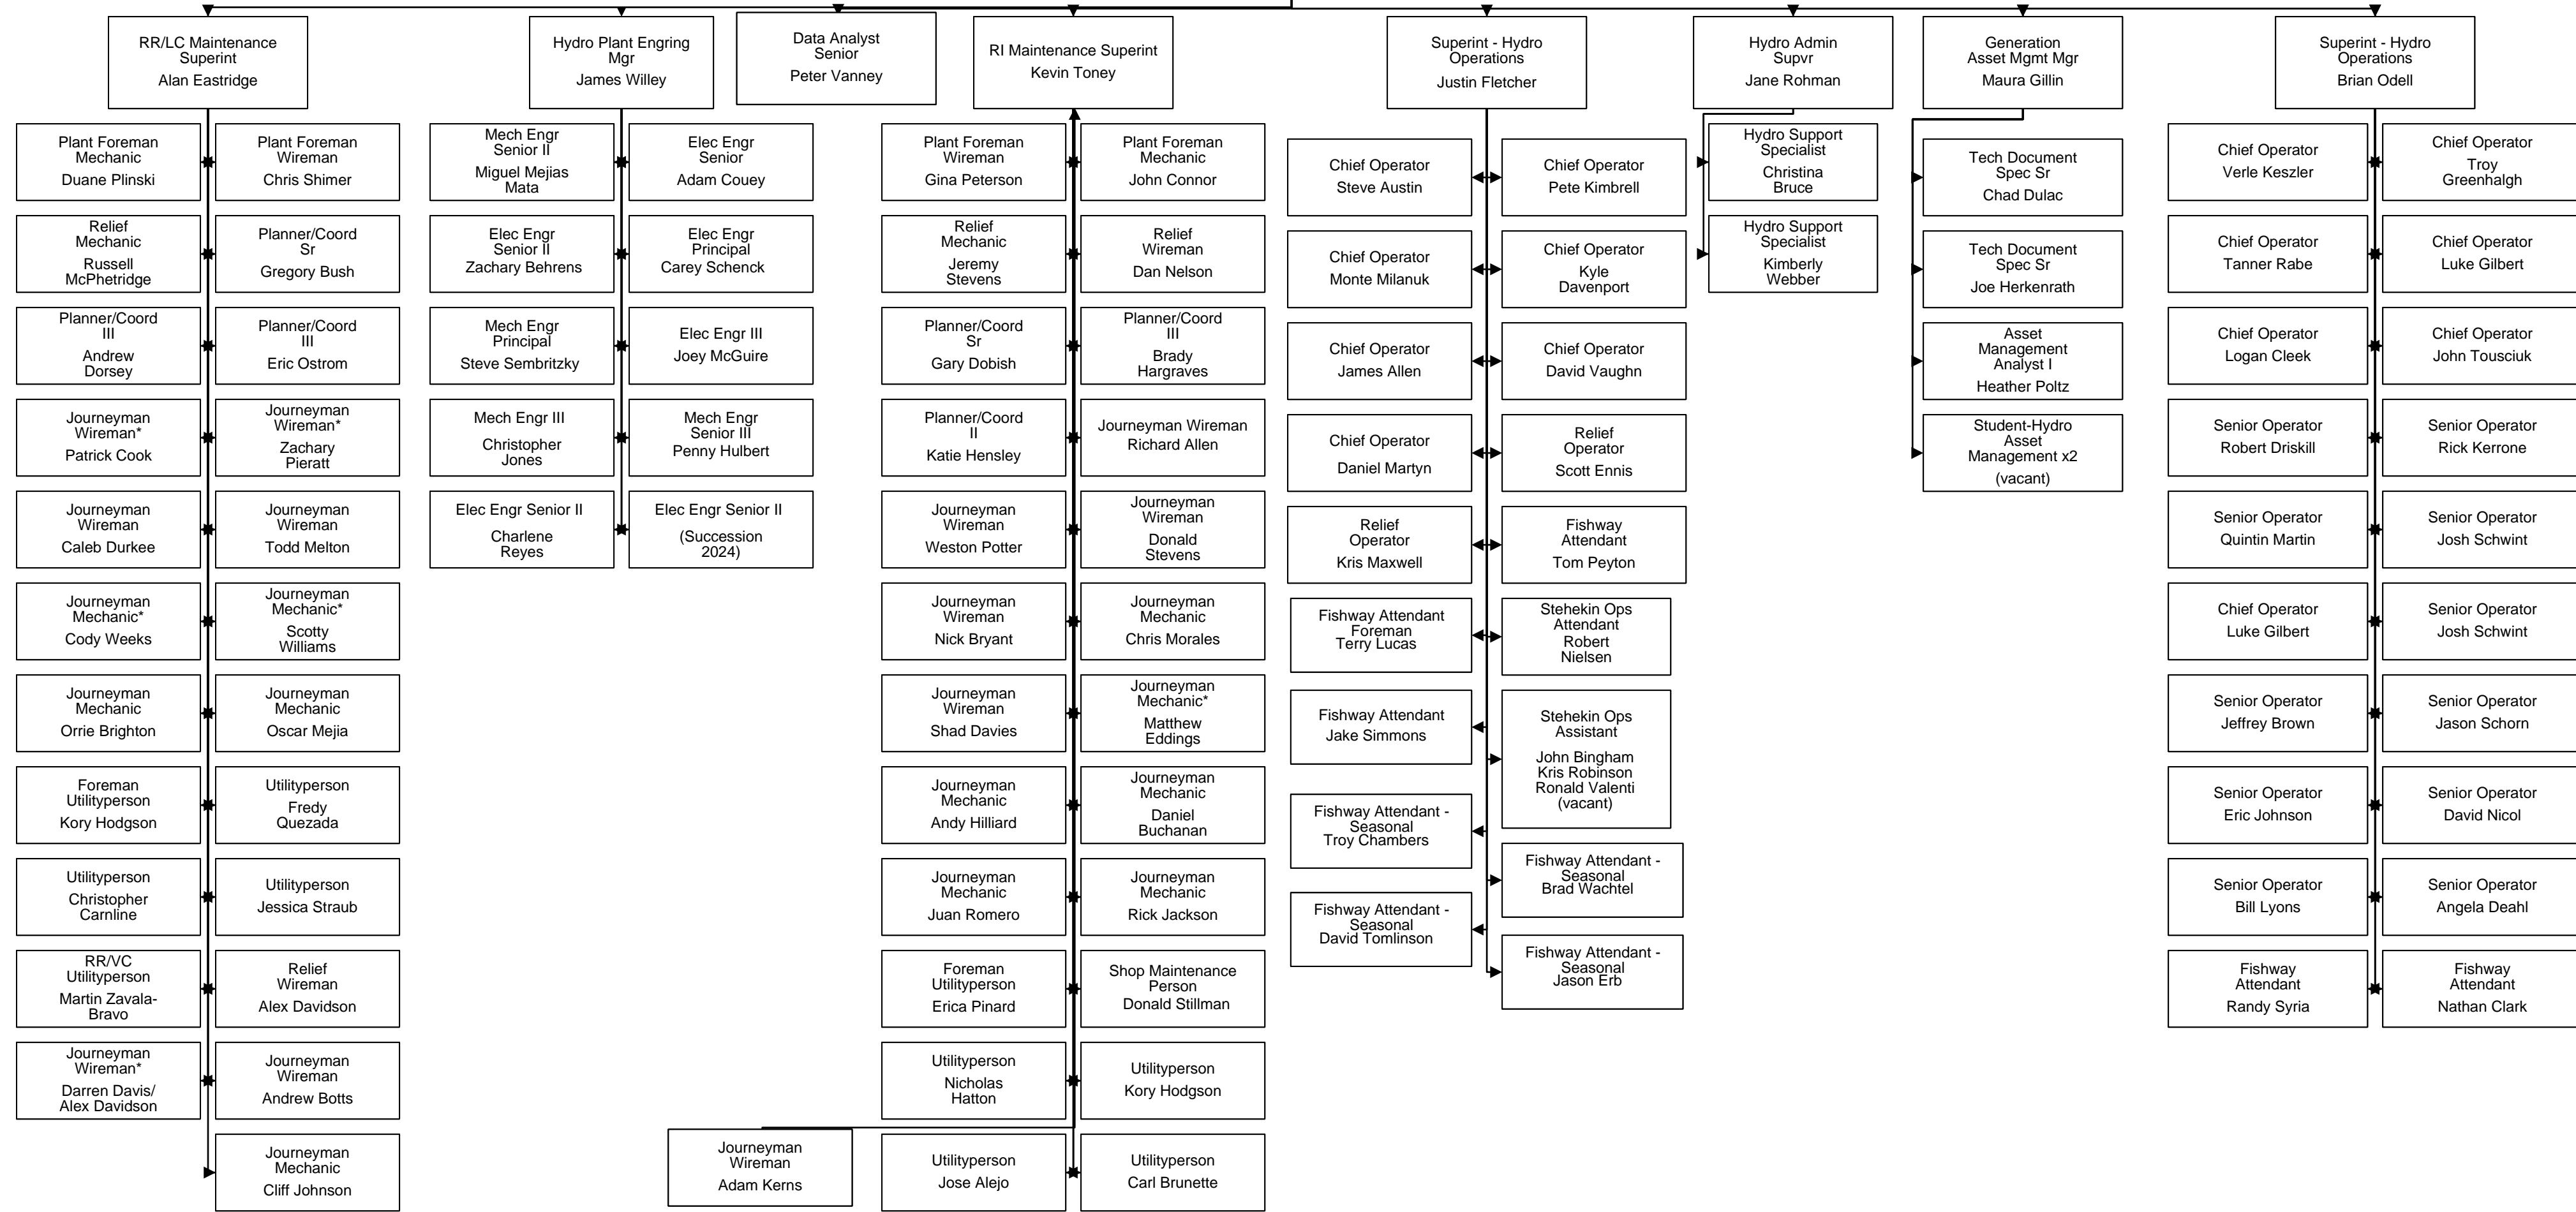 RR/LC Maintenance
Superint
Alan Eastridge
Hydro Plant Engring
Mgr
James Willey
Data Analyst
Senior
Peter Vanney
RI Maintenance Superint
Kevin Toney
Superint - Hydro
Operations
Justin Fletcher
Hydro Admin
Supvr
Jane Rohman
Generation
Asset Mgmt Mgr
Maura Gillin
Superint - Hydro
Operations
Brian Odell
Plant Foreman
Mechanic
Duane Plinski
Plant Foreman
Wireman
Chris Shimer
Relief
Mechanic
Russell
McPhetridge
Planner/Coord
Sr
Gregory Bush
Planner/Coord
III
Andrew
Dorsey
Planner/Coord
III
Eric Ostrom
Journeyman
Wireman*
Patrick Cook
Journeyman
Wireman*
Zachary
Pieratt
Journeyman
Wireman
Caleb Durkee
Journeyman
Wireman
Todd Melton
Journeyman
Mechanic*
Cody Weeks
Journeyman
Mechanic*
Scotty
Williams
Journeyman
Mechanic
Orrie Brighton
Journeyman
Mechanic
Oscar Mejia
Foreman
Utilityperson
Kory Hodgson
Utilityperson
Fredy
Quezada
Utilityperson
Christopher
Carnline
Utilityperson
Jessica Straub
RR/VC
Utilityperson
Martin Zavala-
Bravo
Relief
Wireman
Alex Davidson
Journeyman
Wireman*
Darren Davis/
Alex Davidson
Journeyman
Wireman
Andrew Botts
Journeyman
Mechanic
Cliff Johnson
Mech Engr
Senior II
Miguel Mejias
Mata
Elec Engr
Senior
Adam Couey
Elec Engr
Senior II
Zachary Behrens
Elec Engr
Principal
Carey Schenck
Mech Engr
Principal
Steve Sembritzky
Elec Engr III
Joey McGuire
Mech Engr III
Christopher
Jones
Mech Engr
Senior III
Penny Hulbert
Elec Engr Senior II
Charlene
Reyes
Elec Engr Senior II
(Succession
2024)
Plant Foreman
Wireman
Gina Peterson
Plant Foreman
Mechanic
John Connor
Relief
Mechanic
Jeremy
Stevens
Relief
Wireman
Dan Nelson
Planner/Coord
Sr
Gary Dobish
Planner/Coord
III
Brady
Hargraves
Planner/Coord
II
Katie Hensley
Journeyman Wireman
Richard Allen
Journeyman
Wireman
Weston Potter
Journeyman
Wireman
Donald
Stevens
Journeyman
Wireman
Nick Bryant
Journeyman
Mechanic
Chris Morales
Journeyman
Wireman
Shad Davies
Journeyman
Mechanic*
Matthew
Eddings
Journeyman
Mechanic
Andy Hilliard
Journeyman
Mechanic
Daniel
Buchanan
Journeyman
Mechanic
Juan Romero
Journeyman
Mechanic
Rick Jackson
Foreman
Utilityperson
Erica Pinard
Shop Maintenance
Person
Donald Stillman
Utilityperson
Nicholas
Hatton
Utilityperson
Kory Hodgson
Journeyman
Wireman
Adam Kerns
Utilityperson
Jose Alejo
Utilityperson
Carl Brunette
Chief Operator
Steve Austin
Chief Operator
Pete Kimbrell
Chief Operator
Monte Milanuk
Chief Operator
Kyle
Davenport
Chief Operator
James Allen
Chief Operator
David Vaughn
Chief Operator
Daniel Martyn
Relief
Operator
Scott Ennis
Relief
Operator
Kris Maxwell
Fishway
Attendant
Tom Peyton
Fishway Attendant
Foreman
Terry Lucas
Stehekin Ops
Attendant
Robert
Nielsen
Fishway Attendant
Jake Simmons
Stehekin Ops
Assistant
John Bingham
Kris Robinson
Ronald Valenti
(vacant)
Fishway Attendant -
Seasonal
Troy Chambers
Fishway Attendant -
Seasonal
Brad Wachtel
Fishway Attendant -
Seasonal
David Tomlinson
Fishway Attendant -
Seasonal
Jason Erb
Hydro Support
Specialist
Christina
Bruce
Hydro Support
Specialist
Kimberly
Webber
Tech Document
Spec Sr
Chad Dulac
Tech Document
Spec Sr
Joe Herkenrath
Asset
Management
Analyst I
Heather Poltz
Student-Hydro
Asset
Management x2
(vacant)
Chief Operator
Verle Keszler
Chief Operator
Troy
Greenhalgh
Chief Operator
Tanner Rabe
Chief Operator
Luke Gilbert
Chief Operator
Logan Cleek
Chief Operator
John Tousciuk
Senior Operator
Robert Driskill
Senior Operator
Rick Kerrone
Senior Operator
Quintin Martin
Senior Operator
Josh Schwint
Chief Operator
Luke Gilbert
Senior Operator
Josh Schwint
Senior Operator
Jeffrey Brown
Senior Operator
Jason Schorn
Senior Operator
Eric Johnson
Senior Operator
David Nicol
Senior Operator
Bill Lyons
Senior Operator
Angela Deahl
Fishway
Attendant
Randy Syria
Fishway
Attendant
Nathan Clark